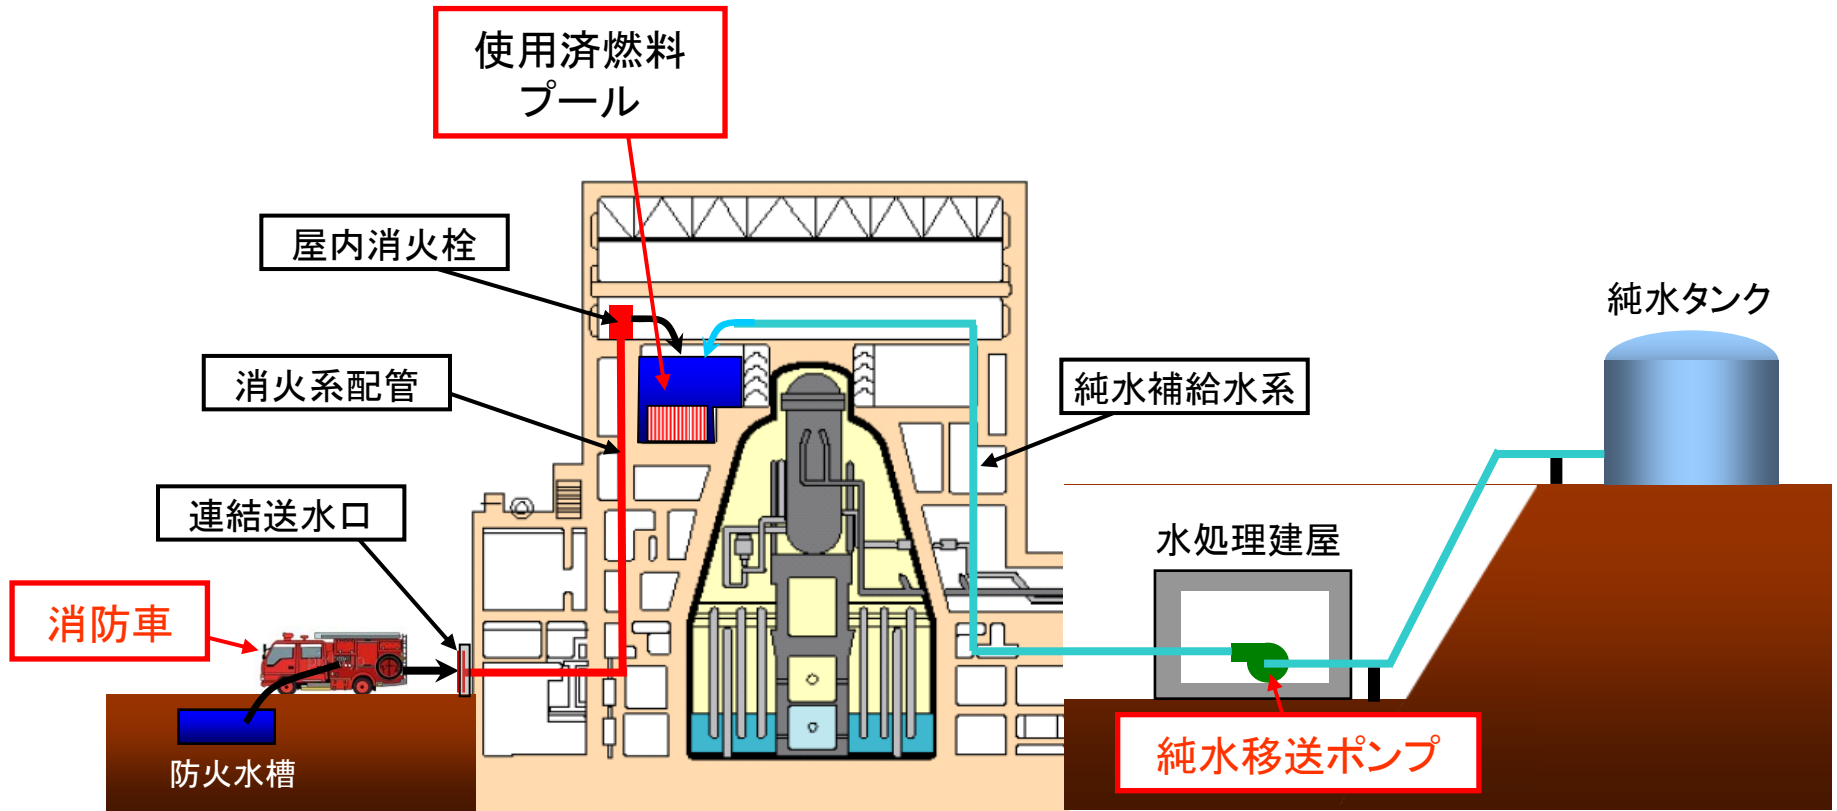 使用済燃料
プール
屋内消火栓
純水タンク
消火系配管
純水補給水系
連結送水口
水処理建屋
消防車
純水移送ポンプ
防火水槽